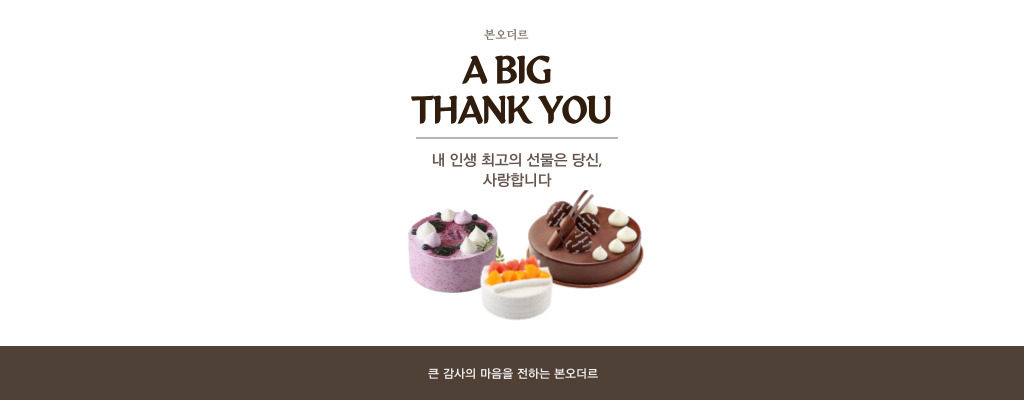 본오더르
A BIG
THANK YOU
내 인생 최고의 선물은 당신,
사랑합니다
큰 감사의 마음을 전하는 본오더르